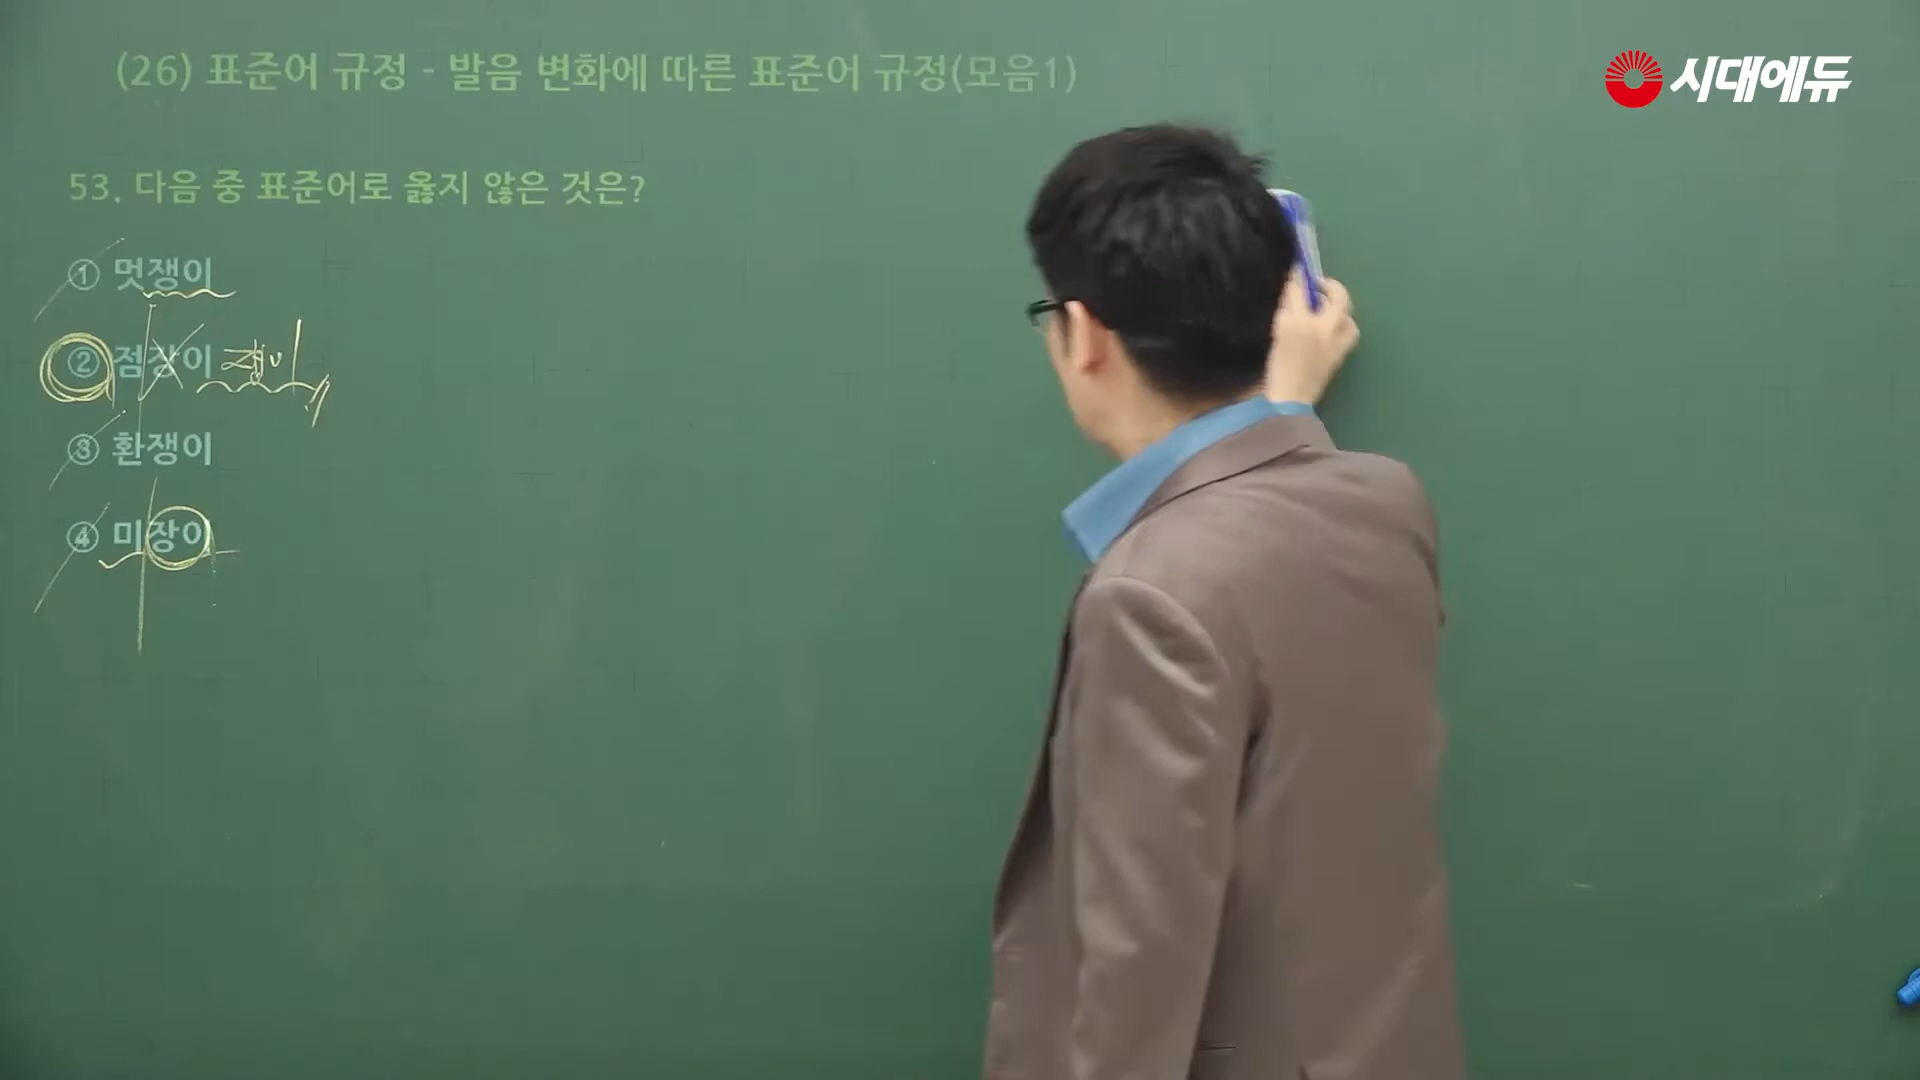 (26) 표준어 규정 - 발음 변화에 따른 표준어 규정(모음1)
시대에듀
53. 다음 중 표준어로 옳지 않은 것은?
① 멋쟁이
② 점장이 쟁이
③ 환쟁이
④ 미장이